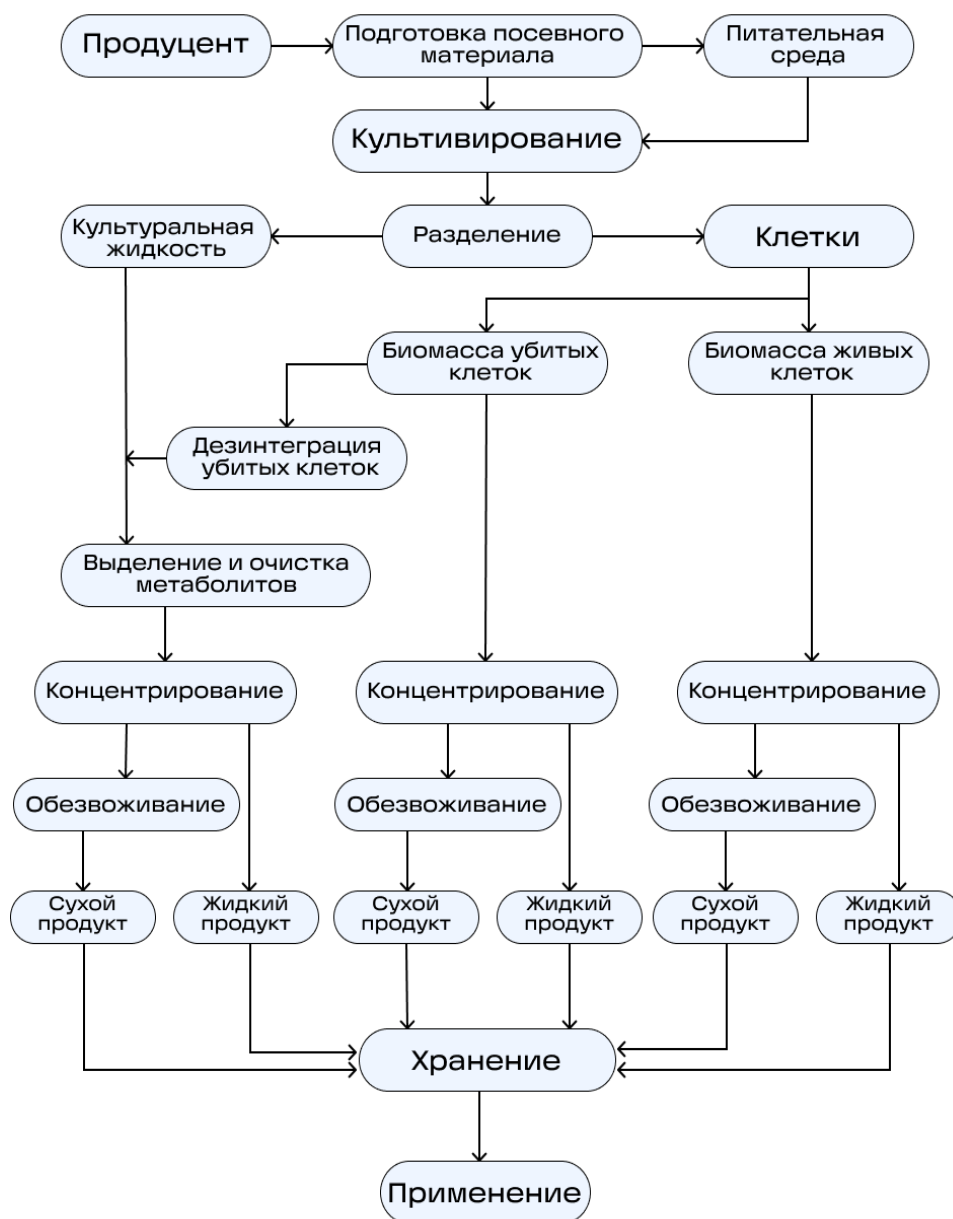 Продуцент
Подготовка посевного
материала
Питательная
среда
Культивирование
Культуральная
жидкость
Разделение
Клетки
Биомасса убитых
клеток
Биомасса живых
клеток
Дезинтеграция
убитых клеток
Выделение и очистка
метаболитов
Концентрирование
Концентрирование
Концентрирование
Обезвоживание
Обезвоживание
Обезвоживание
Сухой
продукт
Жидкий
продукт
Сухой
продукт
Жидкий
продукт
Сухой
продукт
Жидкий
продукт
Хранение
Применение